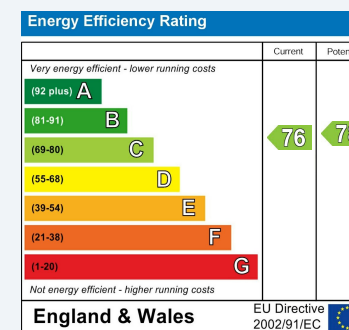 Energy Efficiency Rating
Current
Very energy efficient - lower running costs
(92 plus) A
(81-91) B
(69-80) C
76
(55-68) D
(39-54) E
(21-38) F
(1-20) G
Not energy efficient - higher running costs
England & Wales
EU Directive
2002/91/EC